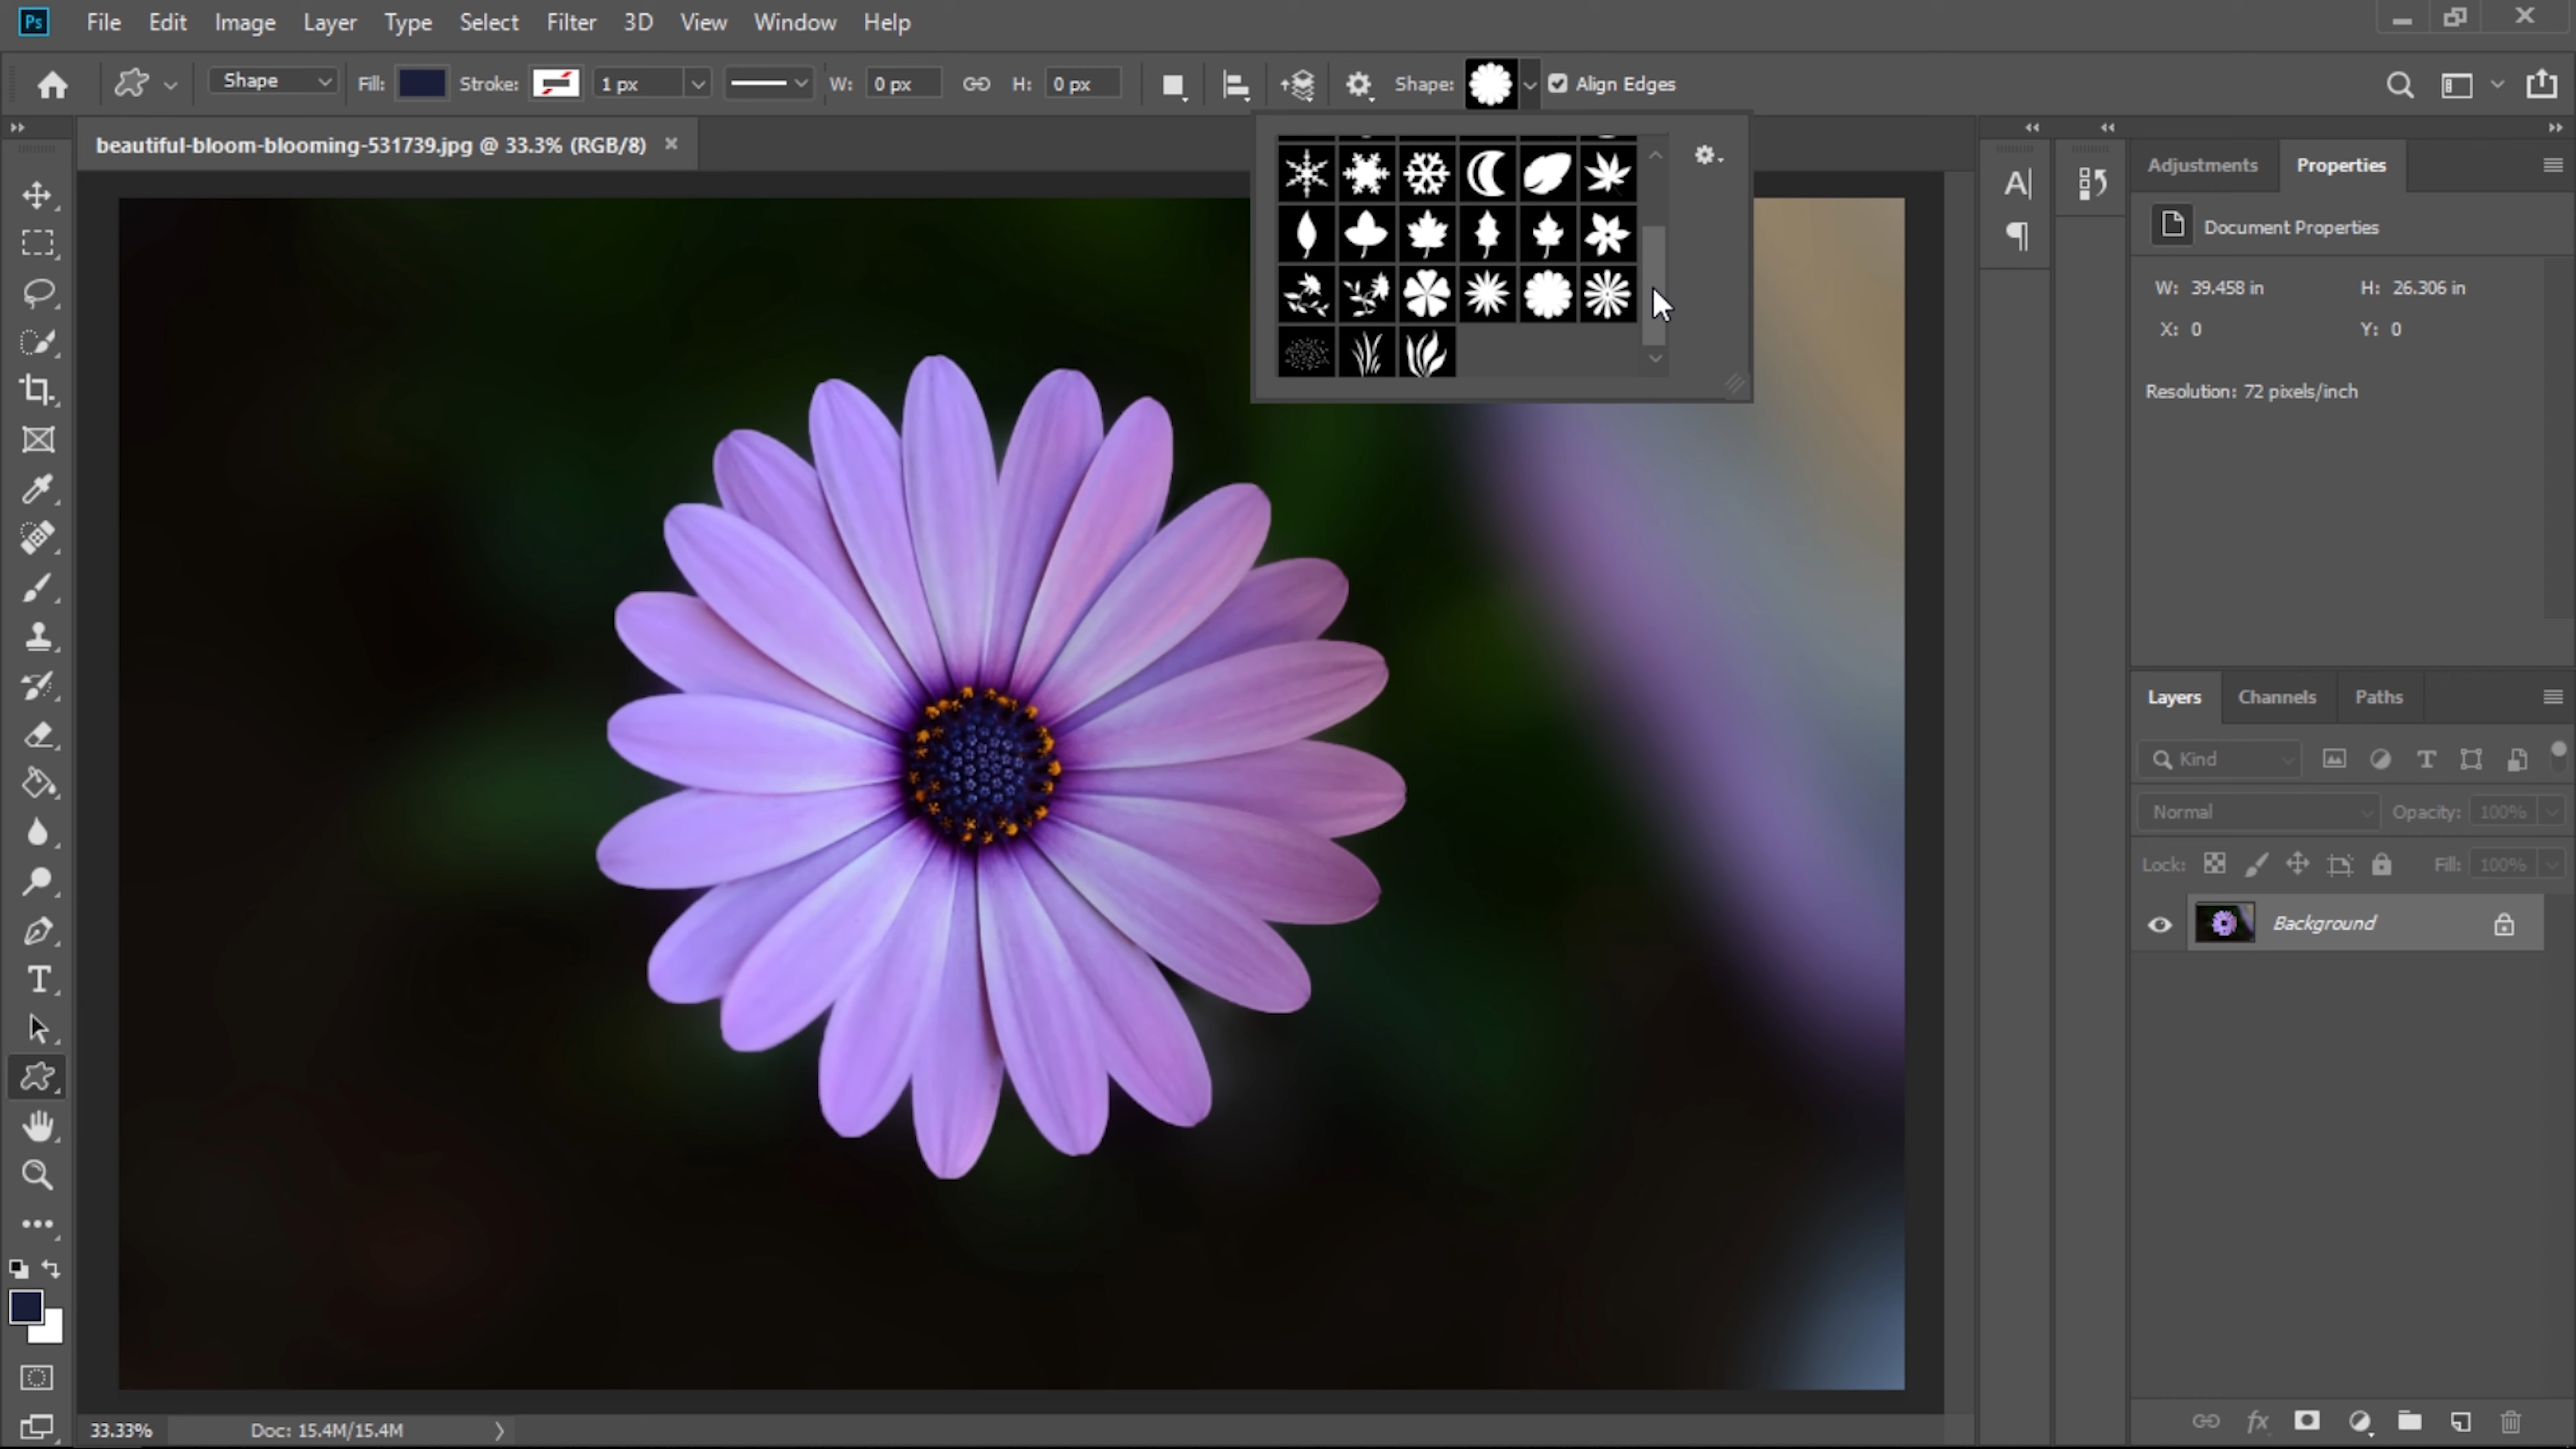 Ps File Edit Image Layer Type Select Filter 3D View Window Help
Shape Fill: Stroke: 1 px W: 0 px H: 0 px Shape: Align Edges
beautiful-bloom-blooming-531739.jpg @ 33.3% (RGB/8)
Adjustments Properties
Document Properties
W: 39.458 in H: 26.306 in
X: 0 Y: 0
Resolution: 72 pixels/inch
Layers Channels Paths
Kind
Normal Opacity: 100%
Lock: Fill: 100%
Background
33.33% Doc: 15.4M/15.4M